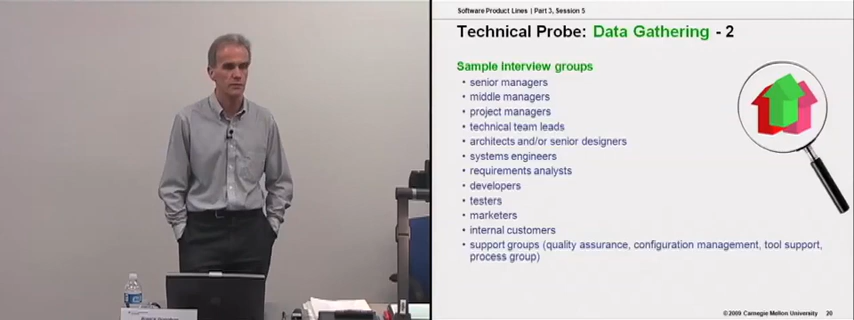 Software Product Lines | Part 3, Session 5
Technical Probe: Data Gathering - 2
Sample interview groups
• senior managers
• middle managers
• project managers
• technical team leads
• architects and/or senior designers
• systems engineers
• requirements analysts
• developers
• testers
• marketers
• internal customers
• support groups (quality assurance, configuration management, tool support,
process group)
© 2009 Carnegie Mellon University 20